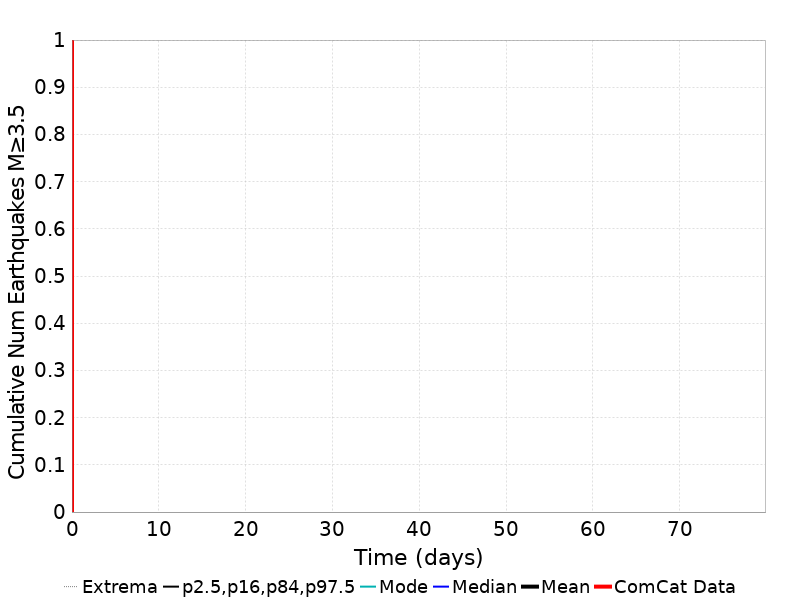 Cumulative Num Earthquakes M≥3.5
1
0.9
0.8
0.7
0.6
0.5
0.4
0.3
0.2
0.1
0
0 10 20 30 40 50 60 70
Time (days)
Extrema p2.5,p16,p84,p97.5 Mode Median Mean ComCat Data